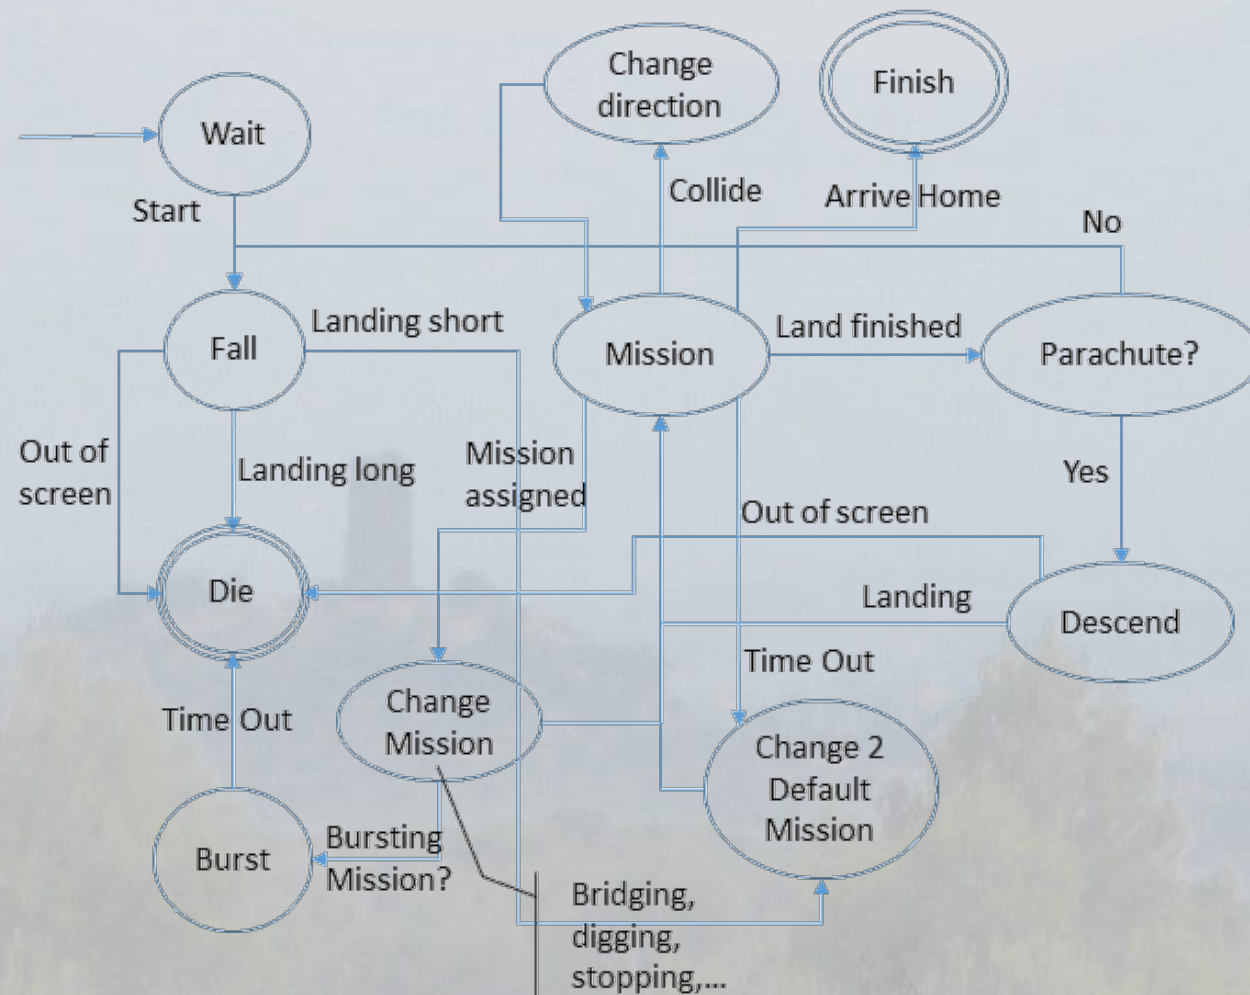 Change
direction
Finish
Wait
Collide
Arrive Home
Start
No
Landing short
Land finished
Fall
Mission
Parachute?
Out of
screen
Landing long
Mission
assigned
Yes
Out of screen
Die
Landing
Descend
Time Out
Change
Mission
Time Out
Change 2
Default
Mission
Burst
Bursting
Mission?
Bridging,
digging,
stopping,...